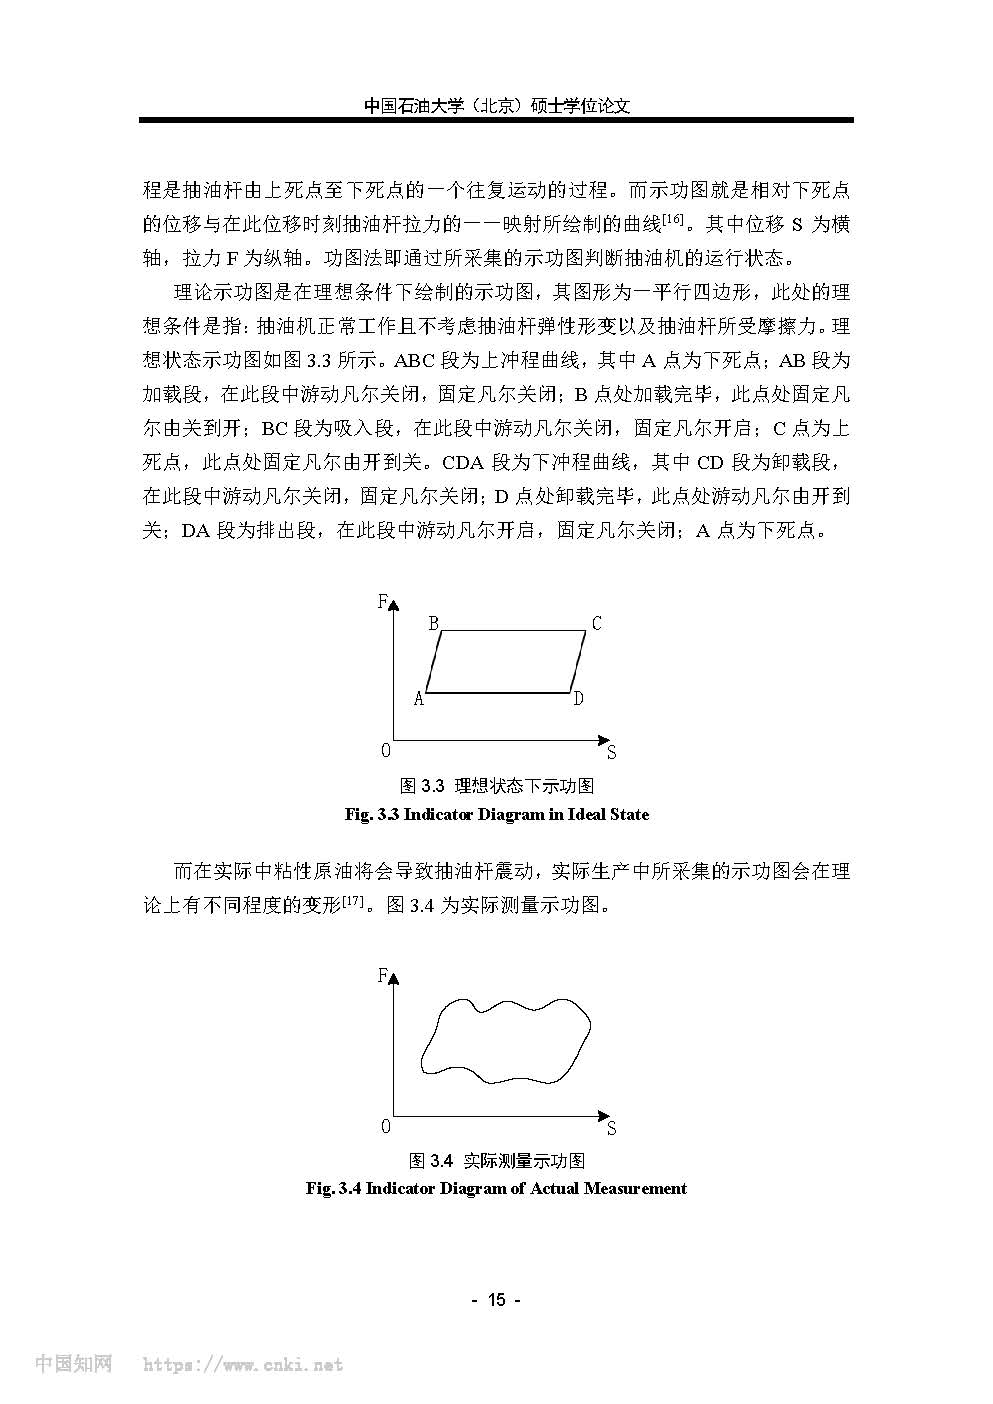 中国石油大学（北京）硕士学位论文
程是抽油杆由上死点至下死点的一个往复运动的过程。而示功图就是相对下死点
的位移与在此位移时刻抽油杆拉力的一一映射所绘制的曲线[16]。其中位移 S 为横
轴，拉力 F 为纵轴。功图法即通过所采集的示功图判断抽油机的运行状态。
理论示功图是在理想条件下绘制的示功图，其图形为一平行四边形，此处的理
想条件是指：抽油机正常工作且不考虑抽油杆弹性形变以及抽油杆所受摩擦力。理
想状态示功图如图 3.3 所示。ABC 段为上冲程曲线，其中 A 点为下死点；AB 段为
加载段，在此段中游动凡尔关闭，固定凡尔关闭；B 点处加载完毕，此点处固定凡
尔由关到开；BC 段为吸入段，在此段中游动凡尔关闭，固定凡尔开启；C 点为上
死点，此点处固定凡尔由开到关。CDA 段为下冲程曲线，其中 CD 段为卸载段，
在此段中游动凡尔关闭，固定凡尔关闭；D 点处卸载完毕，此点处游动凡尔由开到
关；DA 段为排出段，在此段中游动凡尔开启，固定凡尔关闭；A 点为下死点。
F
B C
A D
O S
图 3.3 理想状态下示功图
Fig. 3.3 Indicator Diagram in Ideal State
而在实际中粘性原油将会导致抽油杆震动，实际生产中所采集的示功图会在理
论上有不同程度的变形[17]。图 3.4 为实际测量示功图。
F
O S
图 3.4 实际测量示功图
Fig. 3.4 Indicator Diagram of Actual Measurement
- 15 -
中国知网 https://www.cnki.net